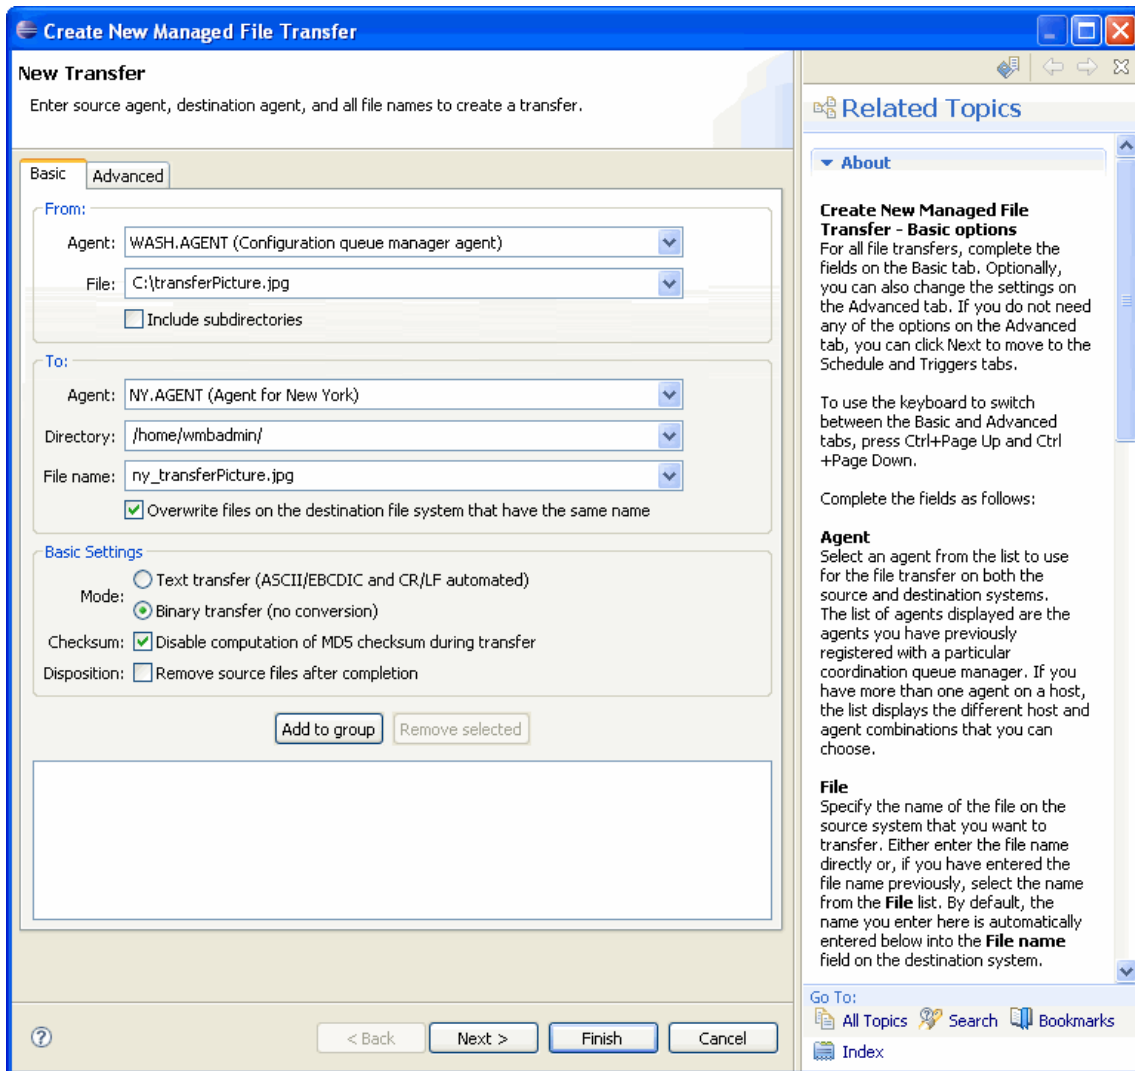 Create New Managed File Transfer
New Transfer
Enter source agent, destination agent, and all file names to create a transfer.
Basic
Advanced
From:
Agent: WASH.AGENT (Configuration queue manager agent)
File: C:\transferPicture.jpg
Include subdirectories
To:
Agent: NY.AGENT (Agent for New York)
Directory: /home/wmbadmin/
File name: ny_transferPicture.jpg
Overwrite files on the destination file system that have the same name
Basic Settings
Mode:
Text transfer (ASCII/EBCDIC and CR/LF automated)
Binary transfer (no conversion)
Checksum: Disable computation of MD5 checksum during transfer
Disposition: Remove source files after completion
Add to group
Remove selected
< Back
Next >
Finish
Cancel
Related Topics
About
Create New Managed File
Transfer - Basic options
For all file transfers, complete the
fields on the Basic tab. Optionally,
you can also change the settings on
the Advanced tab. If you do not need
any of the options on the Advanced
tab, you can click Next to move to the
Schedule and Triggers tabs.
To use the keyboard to switch
between the Basic and Advanced
tabs, press Ctrl+Page Up and Ctrl
+Page Down.
Complete the fields as follows:
Agent
Select an agent from the list to use
for the file transfer on both the
source and destination systems.
The list of agents displayed are the
agents you have previously
registered with a particular
coordination queue manager. If you
have more than one agent on a host,
the list displays the different host and
agent combinations that you can
choose.
File
Specify the name of the file on the
source system that you want to
transfer. Either enter the file name
directly or, if you have entered the
file name previously, select the name
from the File list. By default, the
name you enter here is automatically
entered below into the File name
field on the destination system.
Go To:
All Topics
Search
Bookmarks
Index